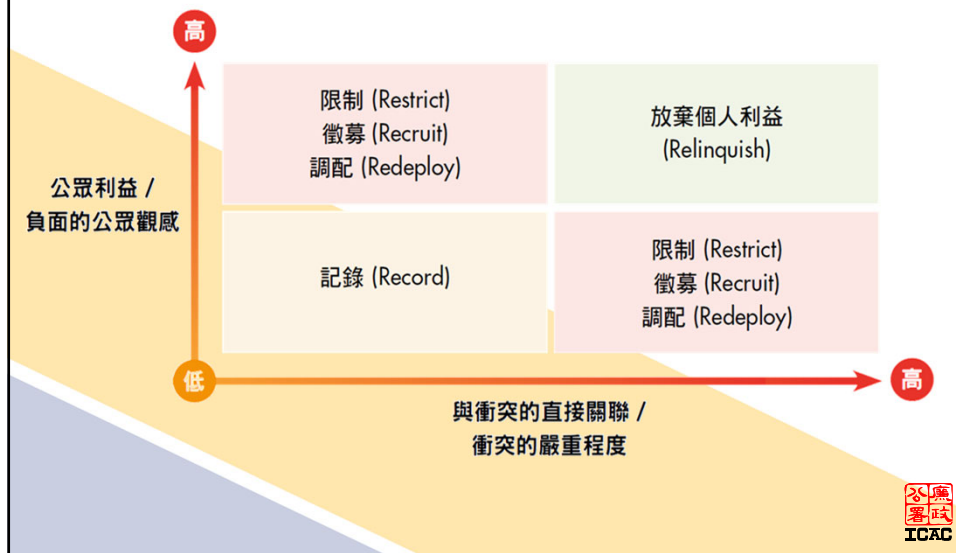 高
限制 (Restrict)
徵募 (Recruit)
調配 (Redeploy)
放棄個人利益
(Relinquish)
公眾利益 /
負面的公眾觀感
記錄 (Record)
限制 (Restrict)
徵募 (Recruit)
調配 (Redeploy)
低
高
與衝突的直接關聯 /
衝突的嚴重程度
廉政公署
ICAC